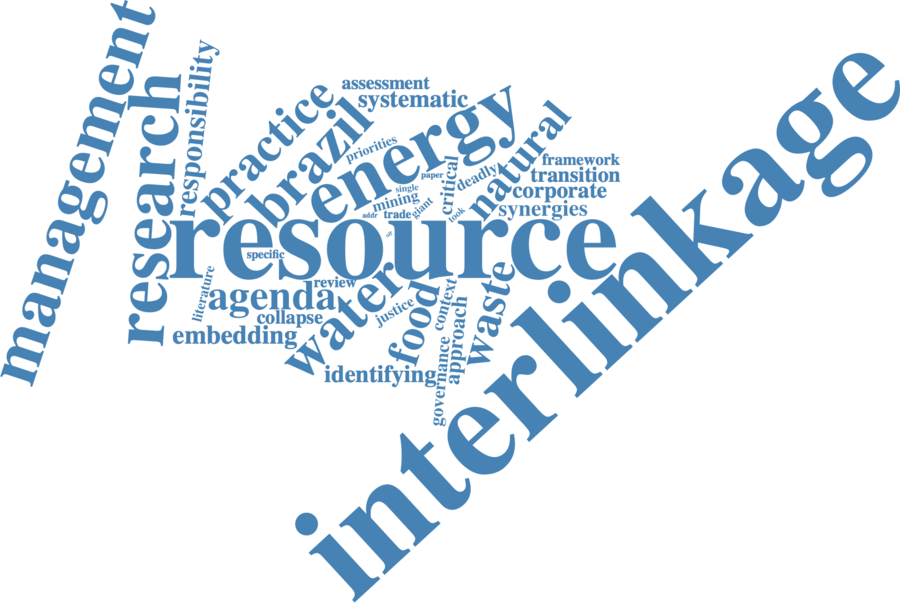 management
research
responsibility
practice
brazil
assessment
systematic
priorities
energy
paper
single
mining
addr
trade
giant
critical
took
deadly
natural
framework
transition
corporate
synergies
resource
specific
literature
agenda
review
collapse
embedding
water
justice
food
context
governance
approach
waste
identifying
interlinkage